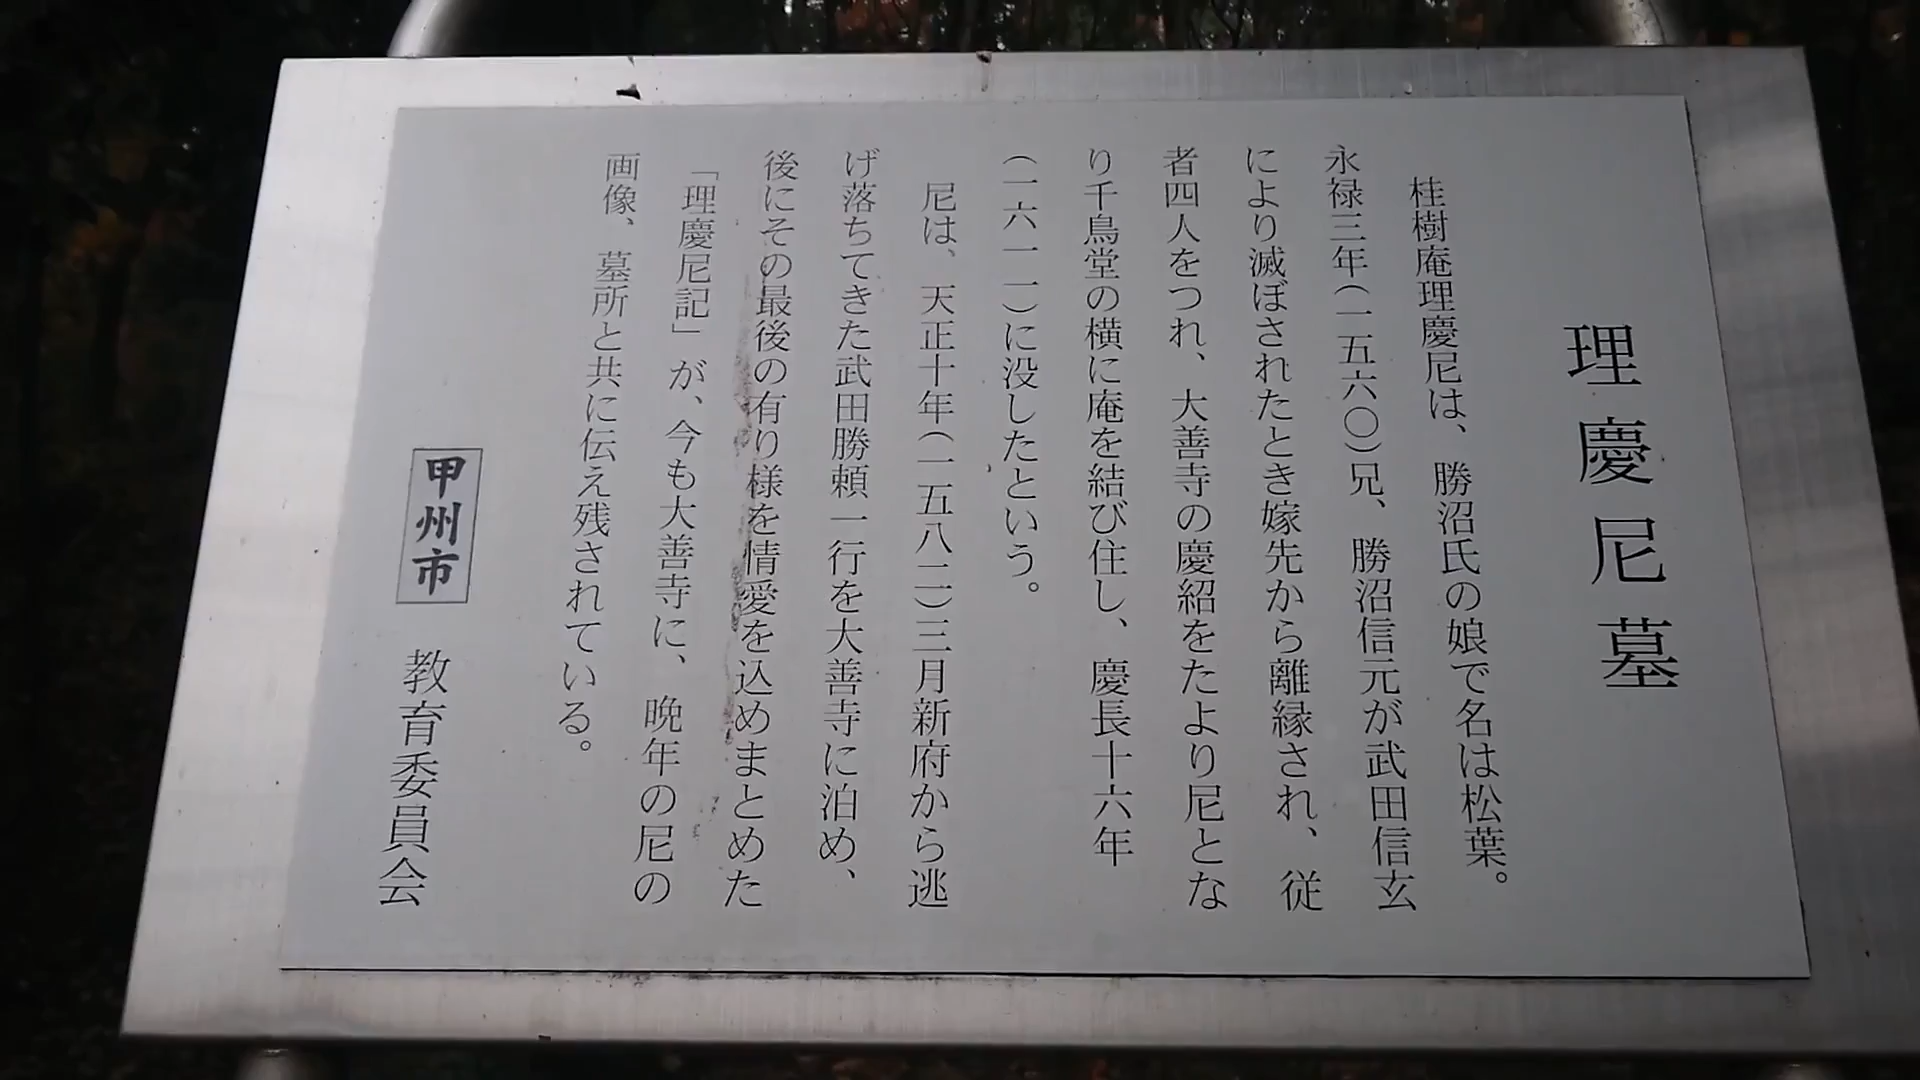 理慶尼墓
桂樹庵理慶尼は、勝沼氏の娘で名は松葉。
永禄三年(一五六〇)兄、勝沼信元が武田信玄
により滅ぼされたとき嫁先から離縁され、従
者四人をつれ、大善寺の慶紹をたより尼とな
り千鳥堂の横に庵を結び住し、慶長十六年
(一六一一)に没したという。
尼は、天正十年(一五八二)三月新府から逃
げ落ちてきた武田勝頼一行を大善寺に泊め、
後にその最後の有り様を情愛を込めまとめた
「理慶尼記」が、今も大善寺に、晩年の尼の
画像、墓所と共に伝え残されている。
甲州市 教育委員会